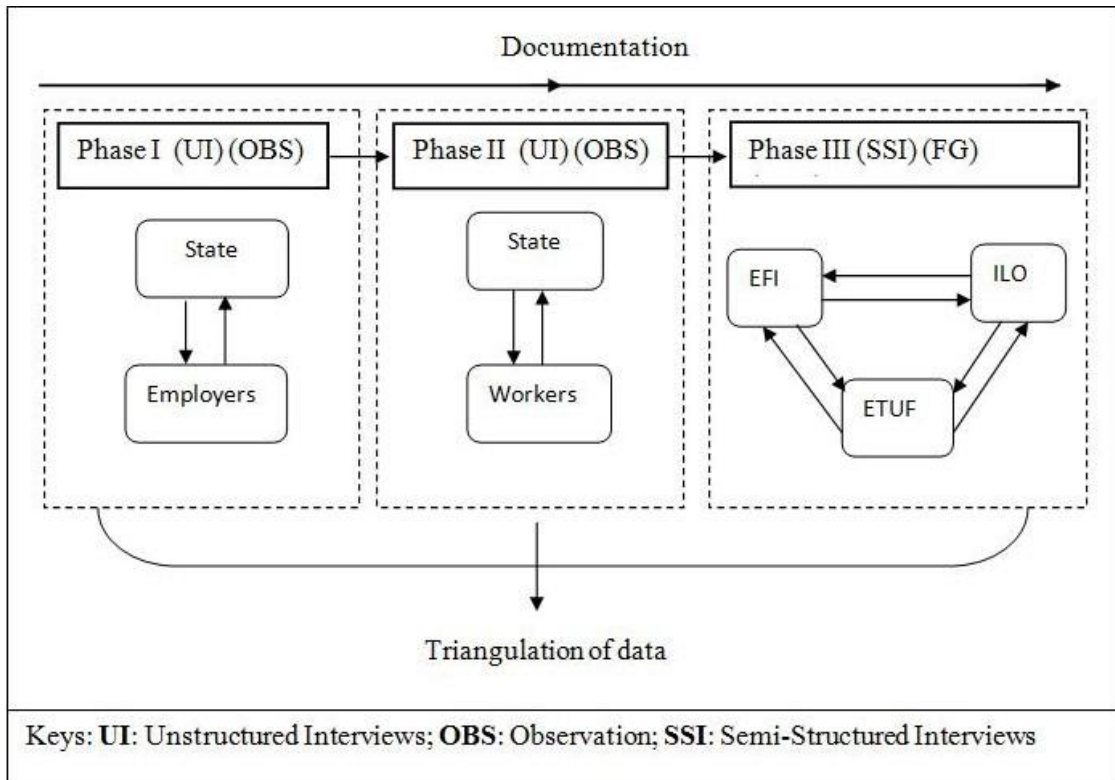 Documentation
Phase I (UI) (OBS)
Phase II (UI) (OBS)
Phase III (SSI) (FG)
State
Employers
State
Workers
EFI
ILO
ETUF
Triangulation of data
Keys: UI: Unstructured Interviews; OBS: Observation; SSI: Semi-Structured Interviews